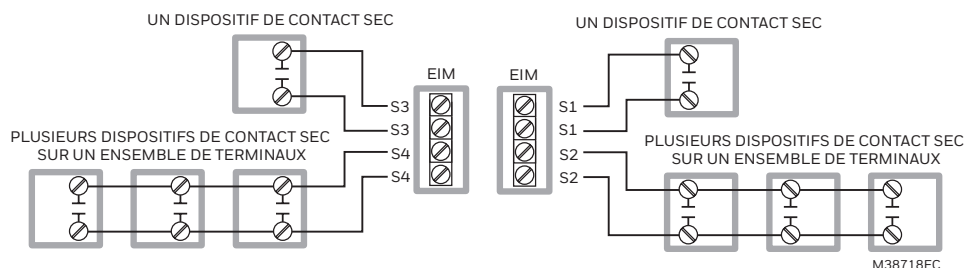 UN DISPOSITIF DE CONTACT SEC
EIM
S3
S3
S4
S4
PLUSIEURS DISPOSITIFS DE CONTACT SEC
SUR UN ENSEMBLE DE TERMINAUX
UN DISPOSITIF DE CONTACT SEC
EIM
S1
S1
S2
S2
PLUSIEURS DISPOSITIFS DE CONTACT SEC
SUR UN ENSEMBLE DE TERMINAUX
M38718FC